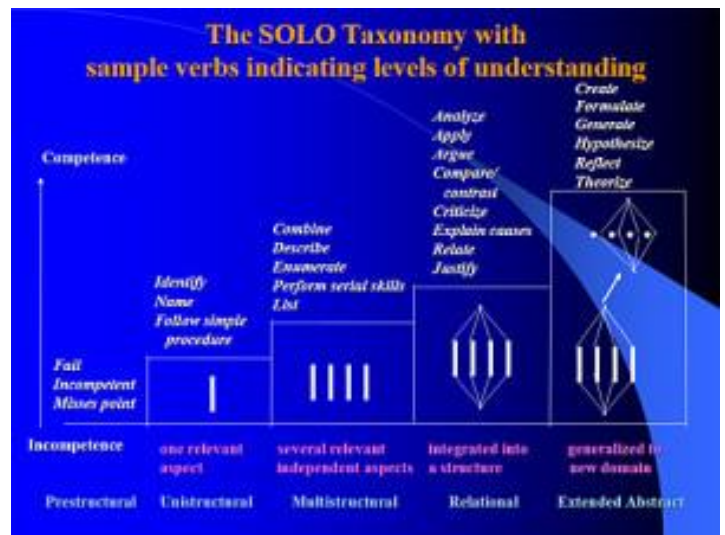 The SOLO Taxonomy with
sample verbs indicating levels of understanding
Competence
Fail
Incompetent
Misses point
Identify
Name
Follow simple
procedure
Combine
Describe
Enumerate
Perform serial skills
List
Analyze
Apply
Argue
Compare/
contrast
Criticize
Explain causes
Relate
Justify
Create
Formulate
Generate
Hypothesize
Reflect
Theorize
Incompetence
one relevant
aspect
several relevant
independent aspects
integrated into
a structure
generalized to
new domain
Prestructural
Unistructural
Multistructural
Relational
Extended Abstract